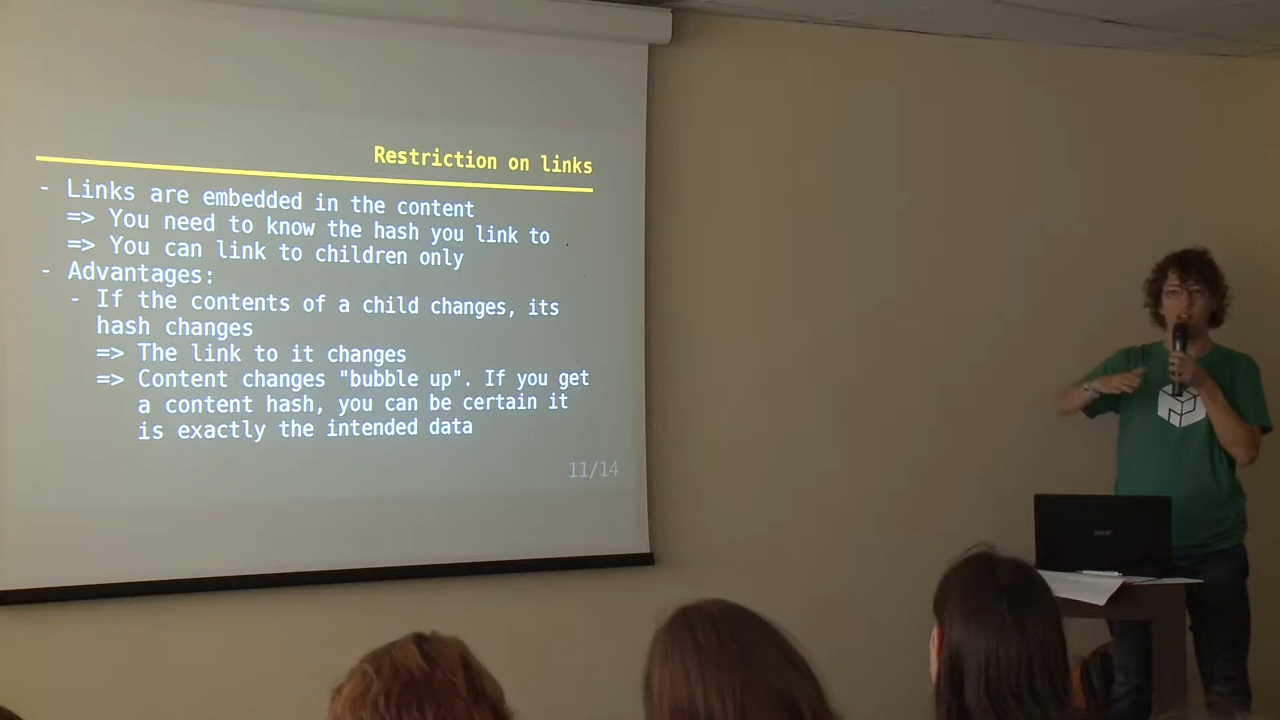 Restriction on links
- Links are embedded in the content
=> You need to know the hash you link to
=> You can link to children only
- Advantages:
- If the contents of a child changes, its
hash changes
=> The link to it changes
=> Content changes "bubble up". If you get
a content hash, you can be certain it
is exactly the intended data
11/14
acer